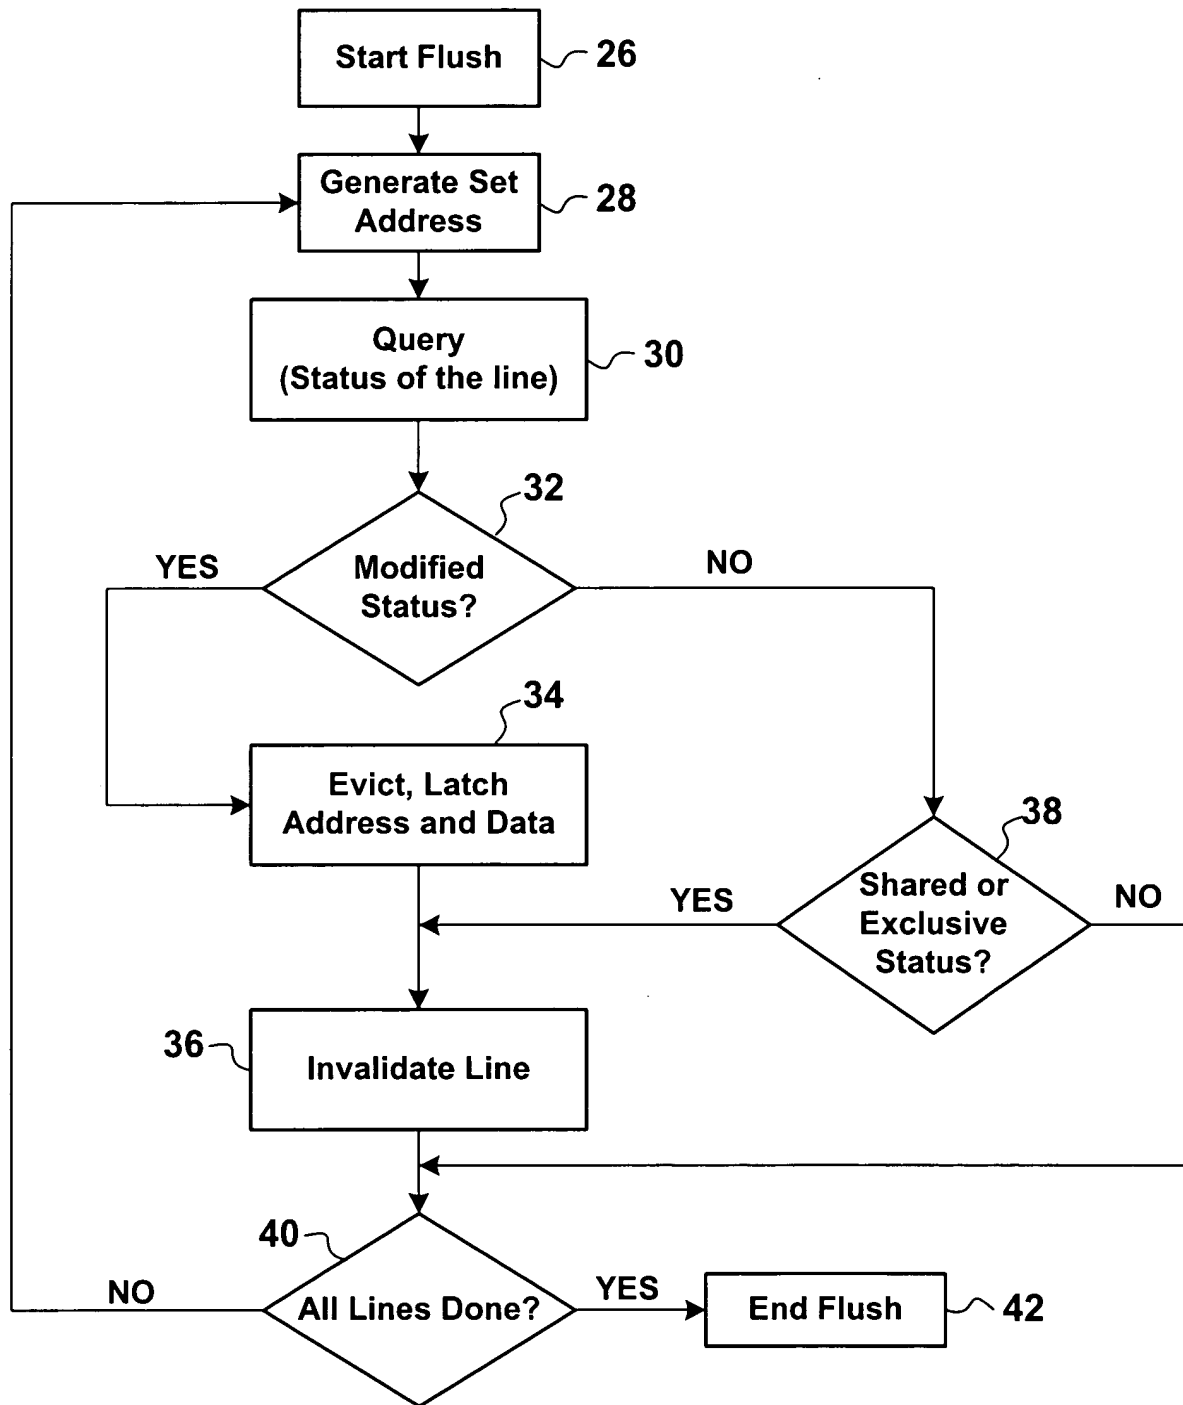 Start Flush
26
Generate Set
Address
28
Query
(Status of the line)
30
32
Modified
Status?
YES
NO
34
Evict, Latch
Address and Data
38
Shared or
Exclusive
Status?
YES
NO
36
Invalidate Line
40
All Lines Done?
NO
YES
End Flush
42